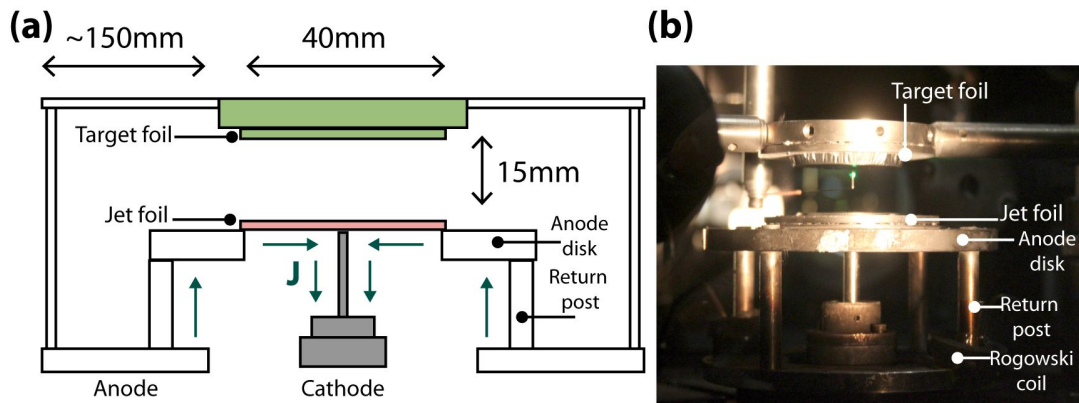 (a)
~150mm
40mm
Target foil
15mm
Jet foil
Anode
disk
J
Return
post
Anode
Cathode
(b)
Target foil
Jet foil
Anode
disk
Return
post
Rogowski
coil